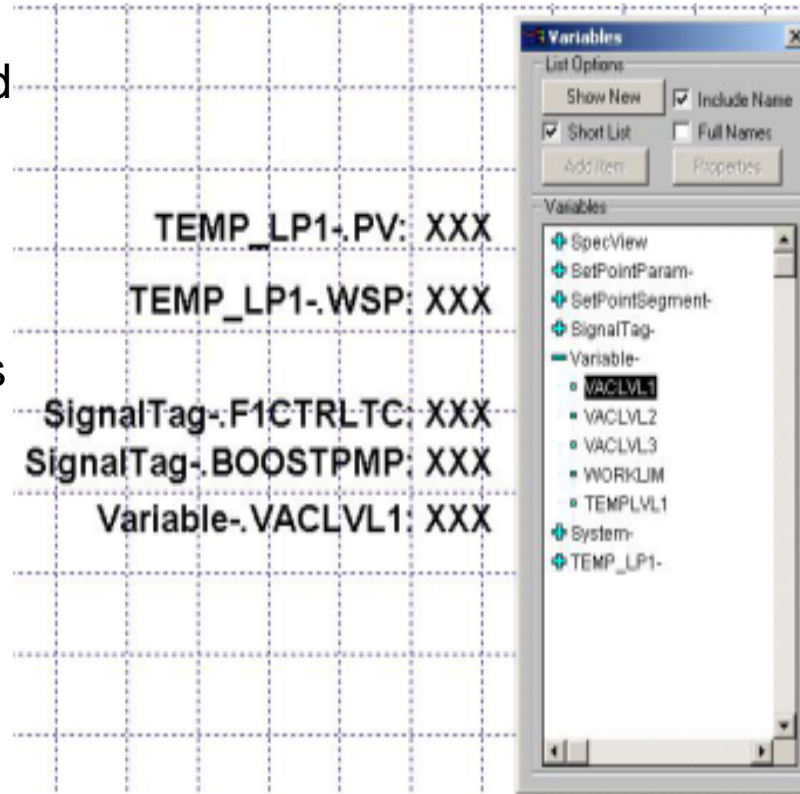 d
s
TEMP_LP1-.PV: XXX
TEMP_LP1-.WSP: XXX
SignalTag-.F1CTRLTC: XXX
SignalTag-.BOOSTPMP: XXX
Variable-.VACLVL1: XXX
Variables
List Options
Show New Include Name
Short List Full Names
Add Item Properties
Variables
SpecView
SetPointParam-
SetPointSegment-
SignalTag-
Variable-
VACLVL1
VACLVL2
VACLVL3
WORKLIM
TEMPLVL1
System-
TEMP_LP1-